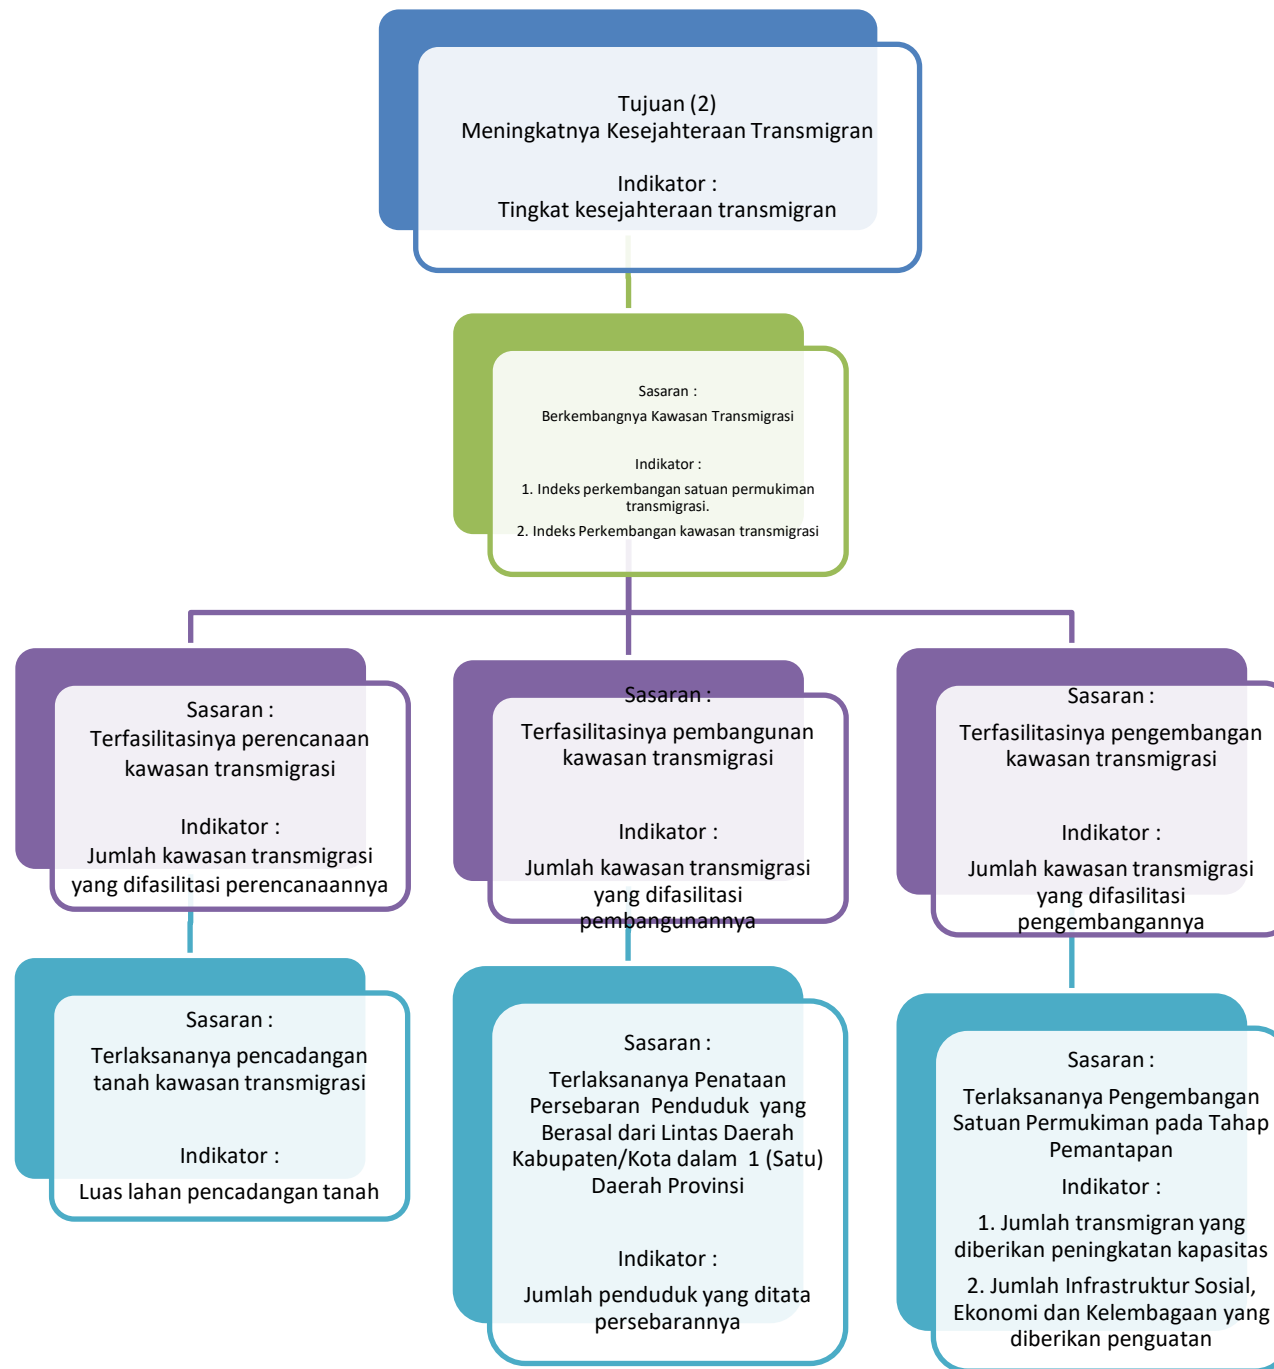 Tujuan (2)
Meningkatnya Kesejahteraan Transmigran
Indikator :
Tingkat kesejahteraan transmigran
Sasaran :
Berkembangnya Kawasan Transmigrasi
Indikator :
1. Indeks perkembangan satuan permukiman
transmigrasi.
2. Indeks Perkembangan kawasan transmigrasi
Sasaran :
Terfasilitasinya perencanaan
kawasan transmigrasi
Indikator :
Jumlah kawasan transmigrasi
yang difasilitasi perencanaannya
Sasaran :
Terfasilitasinya pembangunan
kawasan transmigrasi
Indikator :
Jumlah kawasan transmigrasi
yang difasilitasi
pembangunannya
Sasaran :
Terfasilitasinya pengembangan
kawasan transmigrasi
Indikator :
Jumlah kawasan transmigrasi
yang difasilitasi
pengembangannya
Sasaran :
Terlaksananya pencadangan
tanah kawasan transmigrasi
Indikator :
Luas lahan pencadangan tanah
Sasaran :
Terlaksananya Penataan
Persebaran Penduduk yang
Berasal dari Lintas Daerah
Kabupaten/Kota dalam 1 (Satu)
Daerah Provinsi
Indikator :
Jumlah penduduk yang ditata
persebarannya
Sasaran :
Terlaksananya Pengembangan
Satuan Permukiman pada Tahap
Pemantapan
Indikator :
1. Jumlah transmigran yang
diberikan peningkatan kapasitas
2. Jumlah Infrastruktur Sosial,
Ekonomi dan Kelembagaan yang
diberikan penguatan